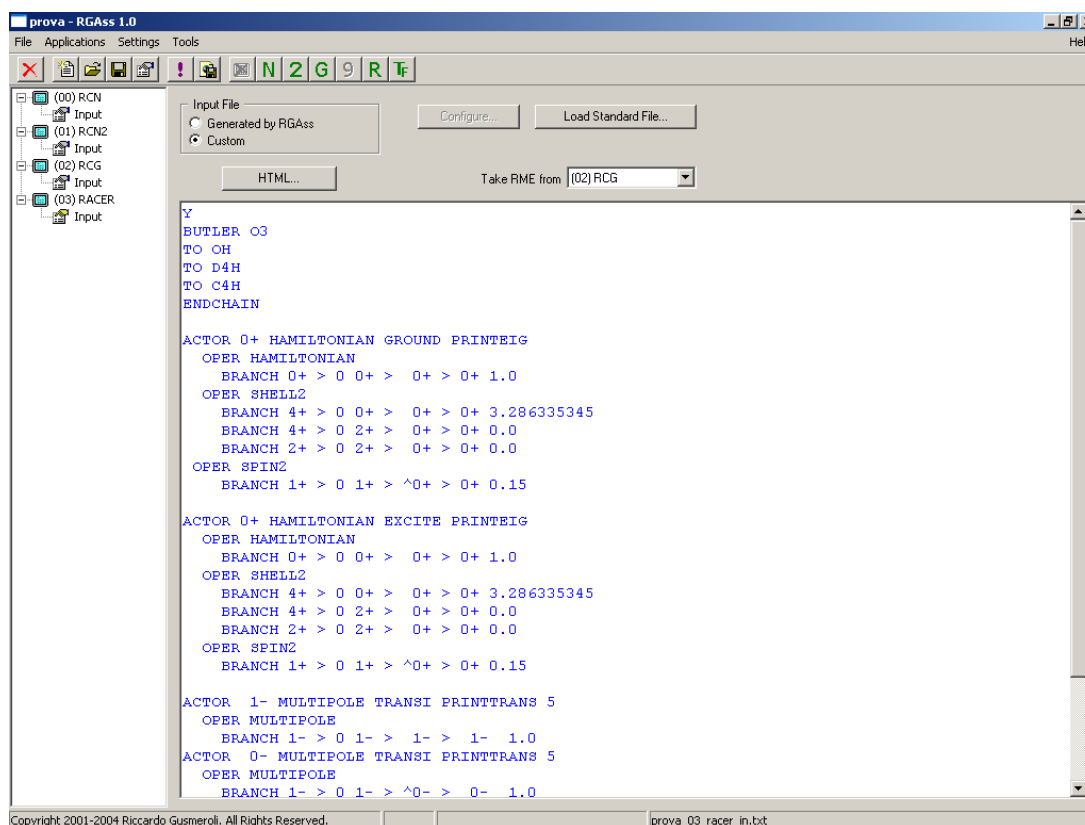 prova - RGAss 1.0
File Applications Settings Tools Hel
N 2 G 9 R TF
(00) RCN
Input
(01) RCN2
Input
(02) RCG
Input
(03) RACER
Input
Input File
Generated by RGAss
Custom
Configure...
Load Standard File...
HTML...
Take RME from (02) RCG
Y
BUTLER O3
TO OH
TO D4H
TO C4H
ENDCHAIN
ACTOR 0+ HAMILTONIAN GROUND PRINTEIG
OPER HAMILTONIAN
BRANCH 0+ > 0 0+ > 0+ > 0+ 1.0
OPER SHELL2
BRANCH 4+ > 0 0+ > 0+ > 0+ 3.286335345
BRANCH 4+ > 0 2+ > 0+ > 0+ 0.0
BRANCH 2+ > 0 2+ > 0+ > 0+ 0.0
OPER SPIN2
BRANCH 1+ > 0 1+ > ^0+ > 0+ 0.15
ACTOR 0+ HAMILTONIAN EXCITE PRINTEIG
OPER HAMILTONIAN
BRANCH 0+ > 0 0+ > 0+ > 0+ 1.0
OPER SHELL2
BRANCH 4+ > 0 0+ > 0+ > 0+ 3.286335345
BRANCH 4+ > 0 2+ > 0+ > 0+ 0.0
BRANCH 2+ > 0 2+ > 0+ > 0+ 0.0
OPER SPIN2
BRANCH 1+ > 0 1+ > ^0+ > 0+ 0.15
ACTOR 1- MULTIPOLE TRANSI PRINTTRANS 5
OPER MULTIPOLE
BRANCH 1- > 0 1- > 1- > 1- 1.0
ACTOR 0- MULTIPOLE TRANSI PRINTTRANS 5
OPER MULTIPOLE
BRANCH 1- > 0 1- > ^0- > 0- 1.0
Copyright 2001-2004 Riccardo Gusmeroli. All Rights Reserved.
prova_03_racer_in.txt